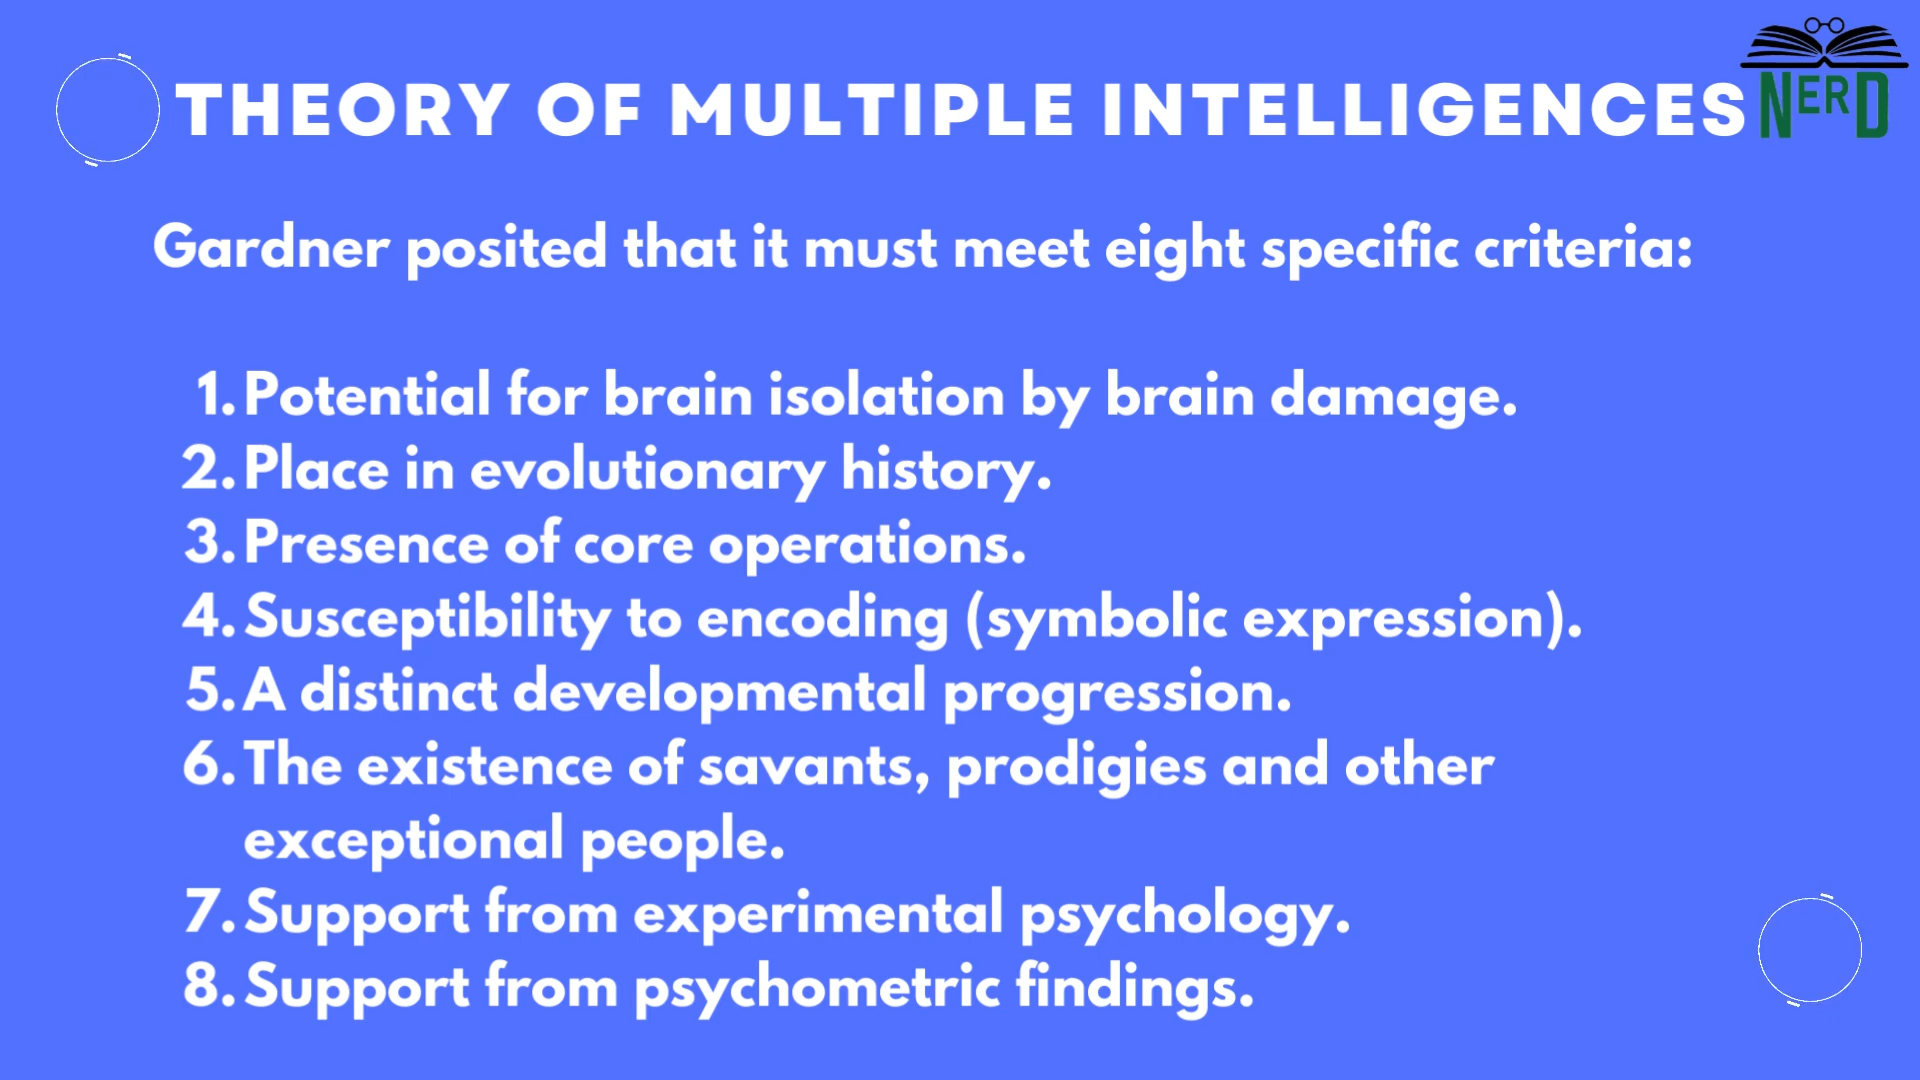 THEORY OF MULTIPLE INTELLIGENCES
NERD
Gardner posited that it must meet eight specific criteria:
1. Potential for brain isolation by brain damage.
2. Place in evolutionary history.
3. Presence of core operations.
4. Susceptibility to encoding (symbolic expression).
5. A distinct developmental progression.
6. The existence of savants, prodigies and other
exceptional people.
7. Support from experimental psychology.
8. Support from psychometric findings.